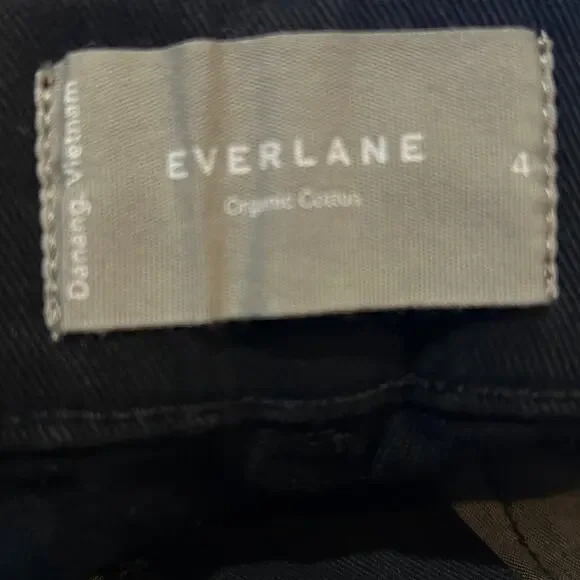 Danang, Vietnam
EVERLANE
4
Organic Cotton